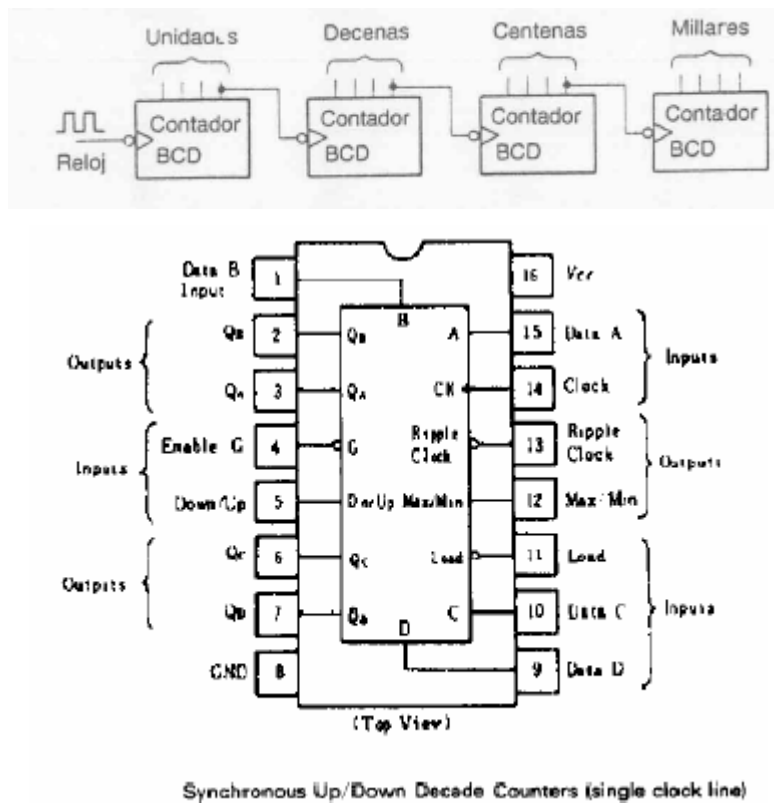 Unidades Decenas Centenas Millares
Contador Contador Contador Contador
BCD BCD BCD BCD
Reloj
Data B
Input
1
16
Vcc
B
Outputs
QB
2
QB
A
15
Data A
QA
3
QA
CK
14
Clock
Inputs
Inputs
Enable G
4
G
Ripple
Clock
13
Ripple
Clock
Outputs
Down/Up
5
Max/Min
12
Max/Min
Outputs
QC
6
QC
Load
11
Load
Inputs
QD
7
C
10
Data C
GND
8
D
9
Data D
(Top View)
Synchronous Up/Down Decade Counters (single clock line)